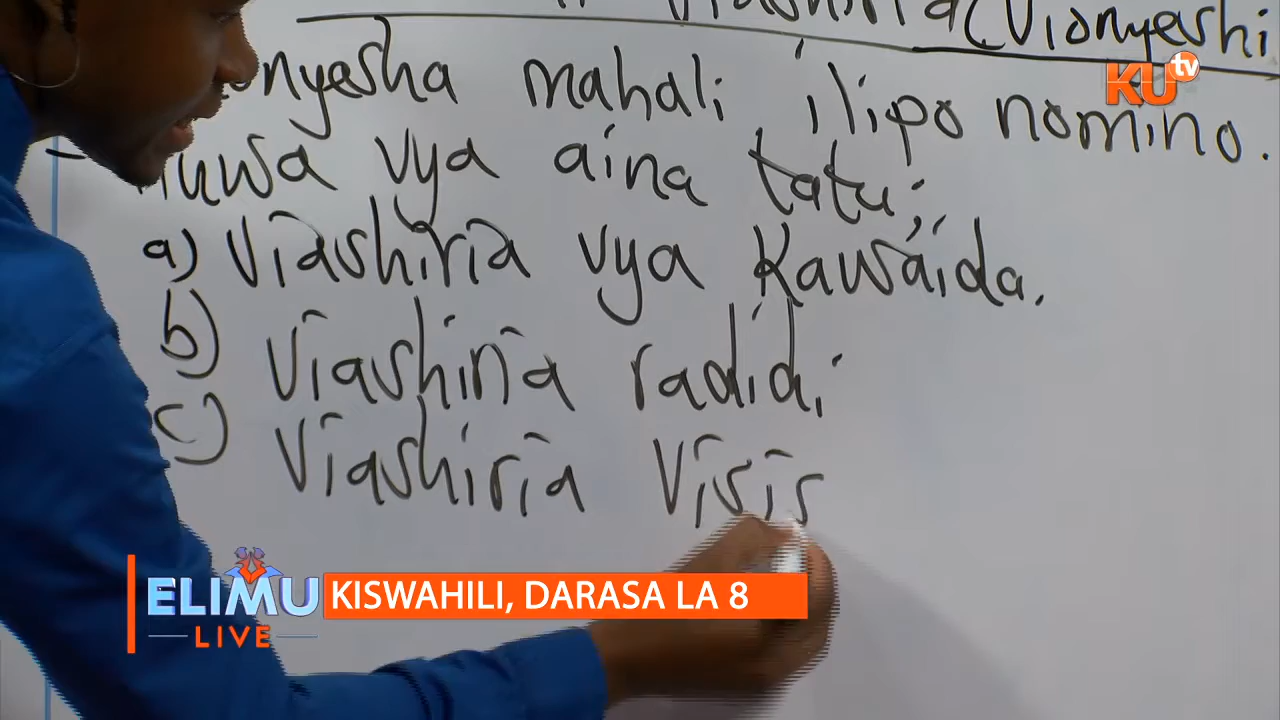 Viashiria (Vionyeshi
onyesha mahali ilipo nomino.
- Huwa vya aina tatu;
a) Viashiria vya Kawaida.
b) Viashiria radidi
c) Viashiria Visis
KU tv
ELIMU LIVE
KISWAHILI, DARASA LA 8